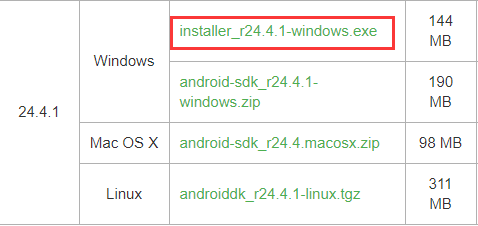 installer_r24.4.1-windows.exe
144
MB
Windows
android-sdk_r24.4.1-
windows.zip
190
MB
24.4.1
Mac OS X
android-sdk_r24.4.macosx.zip
98 MB
Linux
androiddk_r24.4.1-linux.tgz
311
MB